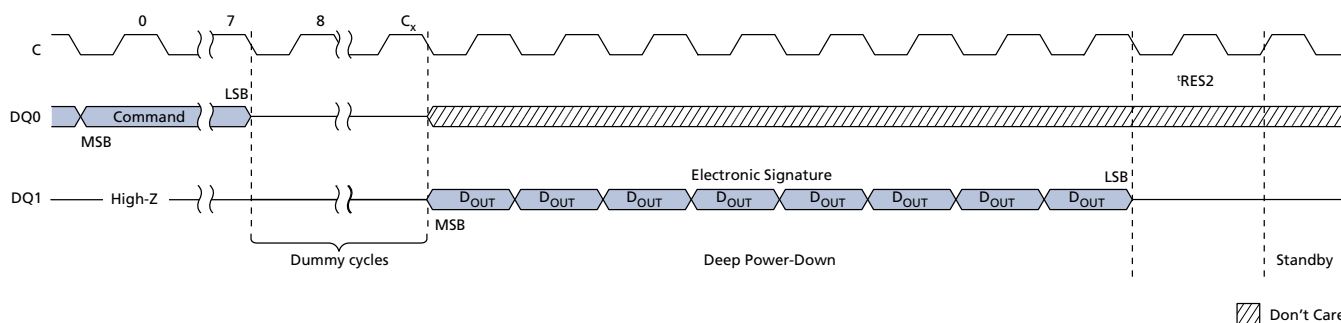 0 7 8 Cx
C
tRES2
LSB
DQ0 Command
MSB
Electronic Signature LSB
DQ1 High-Z DOUT DOUT DOUT DOUT DOUT DOUT DOUT DOUT
MSB
Dummy cycles Deep Power-Down Standby
Don't Care